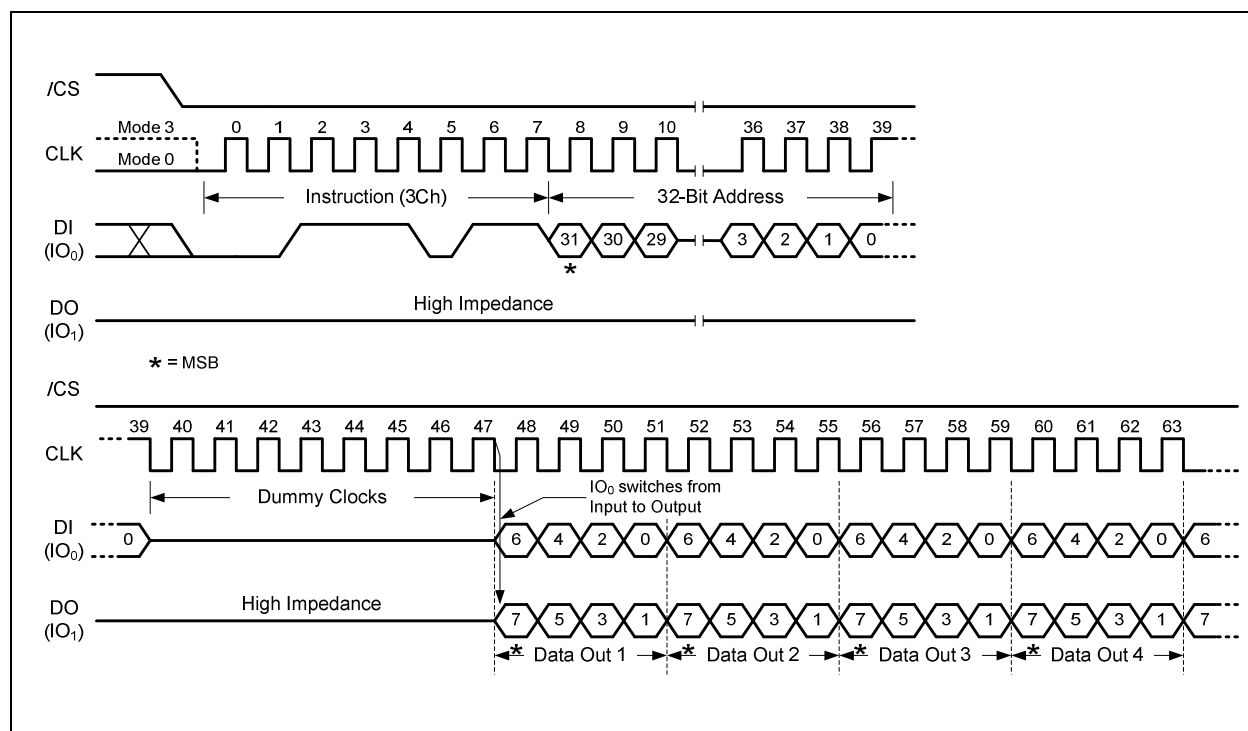 /CS
Mode 3 0 1 2 3 4 5 6 7 8 9 10 36 37 38 39
CLK
Mode 0
Instruction (3Ch) 32-Bit Address
DI
(IO₀)
31 30 29 3 2 1 0
*
High Impedance
DO
(IO₁)
* = MSB
/CS
39 40 41 42 43 44 45 46 47 48 49 50 51 52 53 54 55 56 57 58 59 60 61 62 63
CLK
Dummy Clocks
IO₀ switches from
Input to Output
DI
(IO₀)
0 6 4 2 0 6 4 2 0 6 4 2 0 6 4 2 0 6
High Impedance
DO
(IO₁)
7 5 3 1 7 5 3 1 7 5 3 1 7 5 3 1 7
* Data Out 1 * Data Out 2 * Data Out 3 * Data Out 4